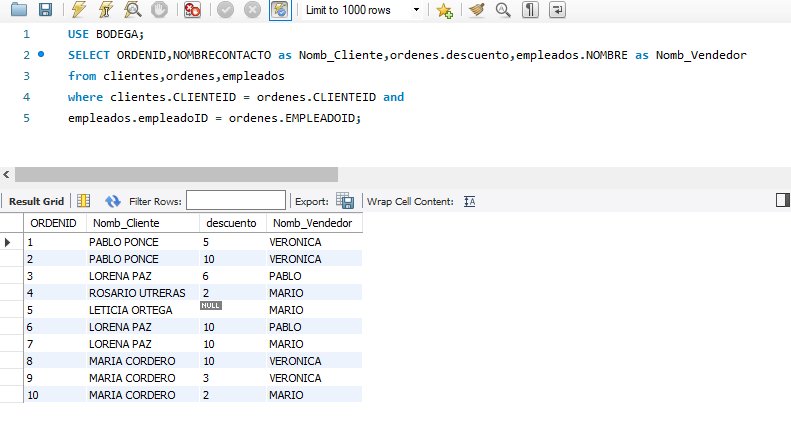 Limit to 1000 rows
1 USE BODEGA;
2 SELECT ORDENID,NOMBRECONTACTO as Nomb_Cliente,ordenes.descuento,empleados.NOMBRE as Nomb_Vendedor
3 from clientes,ordenes,empleados
4 where clientes.CLIENTEID = ordenes.CLIENTEID and
5 empleados.empleadoID = ordenes.EMPLEADOID;
Result Grid Filter Rows: Export: Wrap Cell Content: IA
ORDENID Nomb_Cliente descuento Nomb_Vendedor
1 PABLO PONCE 5 VERONICA
2 PABLO PONCE 10 VERONICA
3 LORENA PAZ 6 PABLO
4 ROSARIO UTRERAS 2 MARIO
5 LETICIA ORTEGA NULL MARIO
6 LORENA PAZ 10 PABLO
7 LORENA PAZ 10 MARIO
8 MARIA CORDERO 10 VERONICA
9 MARIA CORDERO 3 VERONICA
10 MARIA CORDERO 2 MARIO